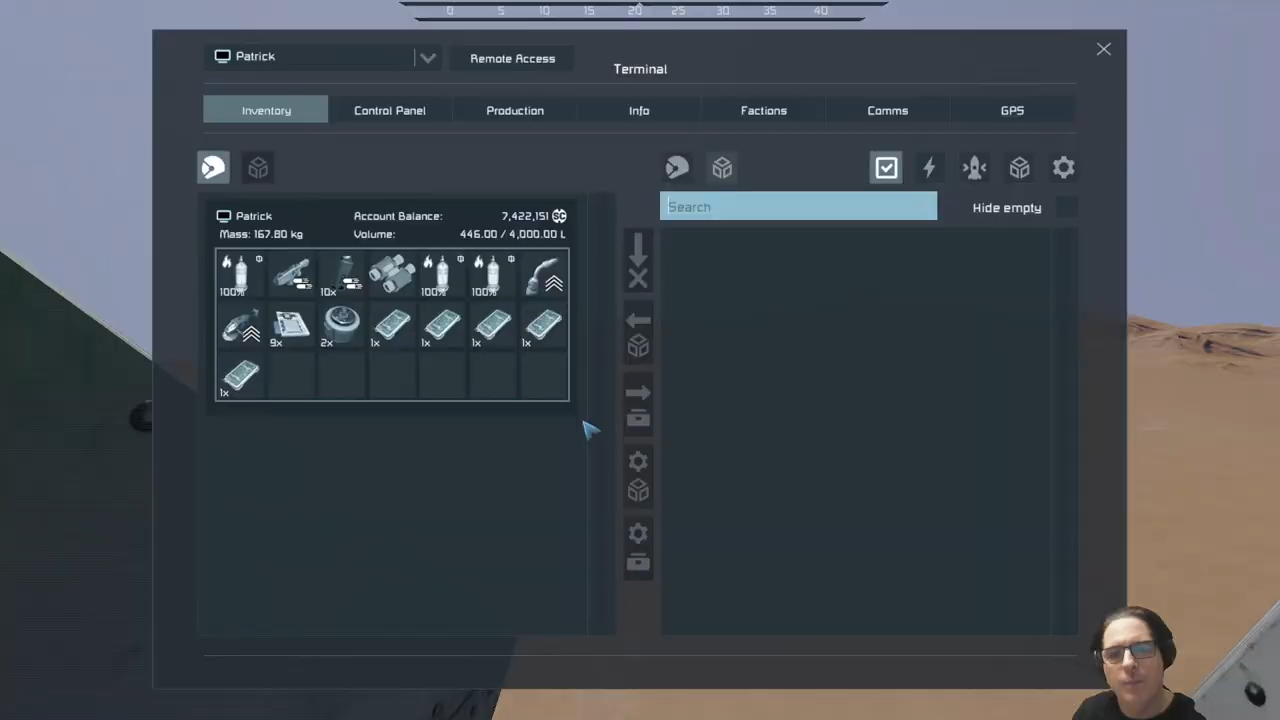 0 5 10 15 20 25 30 35 40
Patrick
Remote Access
Terminal
Inventory
Control Panel
Production
Info
Factions
Comms
GPS
Search
Hide empty
Patrick
Account Balance: 7,422,151 SC
Mass: 167.80 kg
Volume: 446.00 / 4,000.00 L
100%
10x
100%
100%
9x
2x
1x
1x
1x
1x
1x